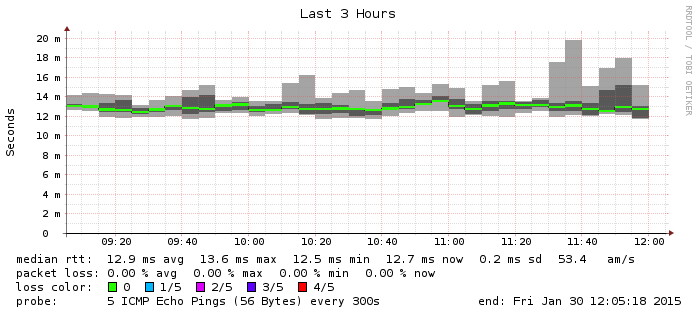 Last 3 Hours
RRDTOOL / TOBI OETIKER
Seconds
20 m
18 m
16 m
14 m
12 m
10 m
8 m
6 m
4 m
2 m
0
09:20 09:40 10:00 10:20 10:40 11:00 11:20 11:40 12:00
median rtt: 12.9 ms avg 13.6 ms max 12.5 ms min 12.7 ms now 0.2 ms sd 53.4 am/s
packet loss: 0.00 % avg 0.00 % max 0.00 % min 0.00 % now
loss color: 0 1/5 2/5 3/5 4/5
probe: 5 ICMP Echo Pings (56 Bytes) every 300s end: Fri Jan 30 12:05:18 2015